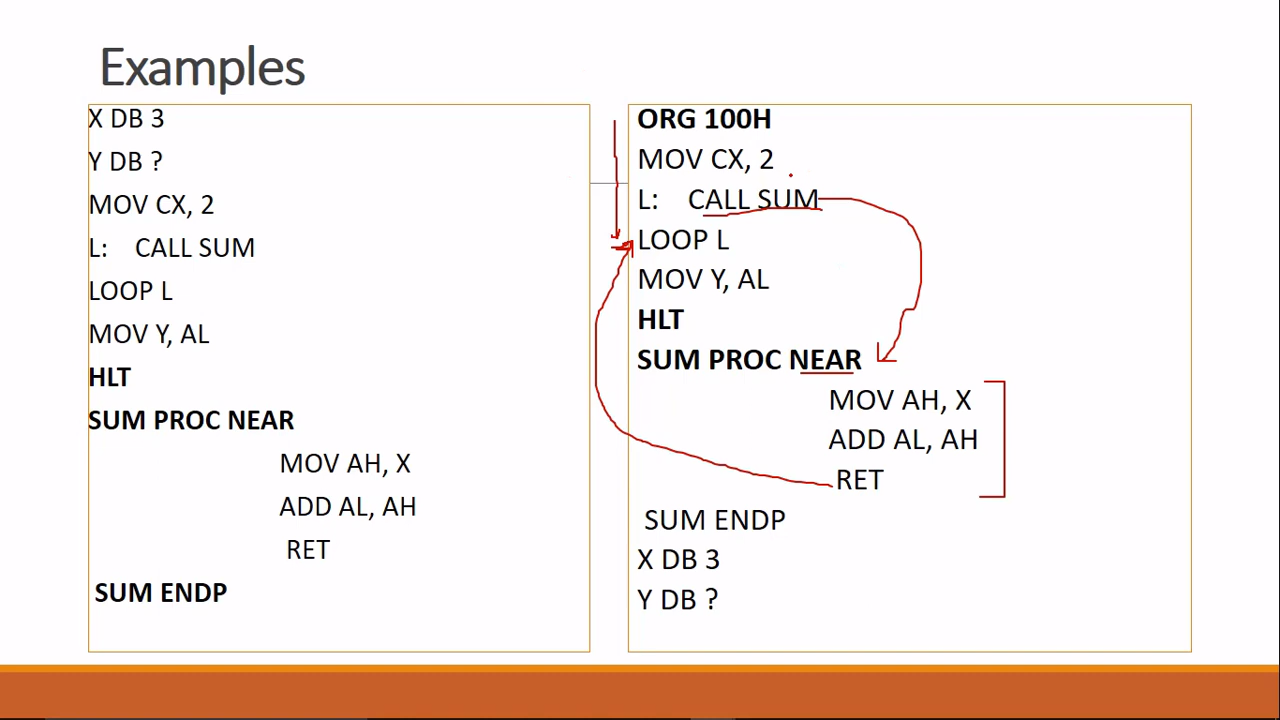 Examples
X DB 3
Y DB ?
MOV CX, 2
L: CALL SUM
LOOP L
MOV Y, AL
HLT
SUM PROC NEAR
MOV AH, X
ADD AL, AH
RET
SUM ENDP
ORG 100H
MOV CX, 2
L: CALL SUM
LOOP L
MOV Y, AL
HLT
SUM PROC NEAR
MOV AH, X
ADD AL, AH
RET
SUM ENDP
X DB 3
Y DB ?